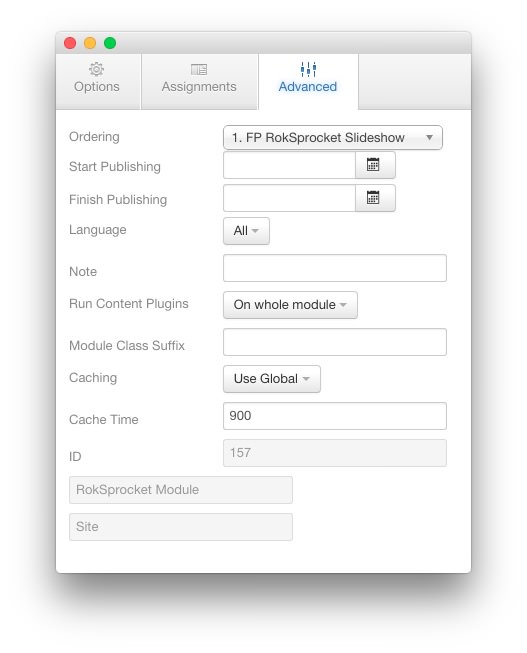 Options Assignments Advanced
Ordering 1. FP RokSprocket Slideshow
Start Publishing
Finish Publishing
Language All
Note
Run Content Plugins On whole module
Module Class Suffix
Caching Use Global
Cache Time 900
ID 157
RokSprocket Module
Site